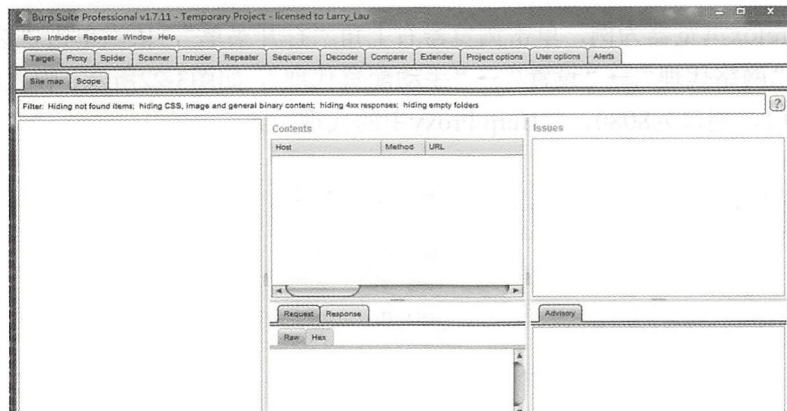 Burp Suite Professional v1.7.11 - Temporary Project - licensed to Larry_Lau
Burp Intruder Repeater Window Help
Target Proxy Spider Scanner Intruder Repeater Sequencer Decoder Comparer Extender Project options User options Alerts
Site map Scope
Filter: Hiding not found items; hiding CSS, image and general binary content; hiding 4xx responses; hiding empty folders
?
Contents
Host Method URL
Issues
Request Response
Raw Hex
Advisory